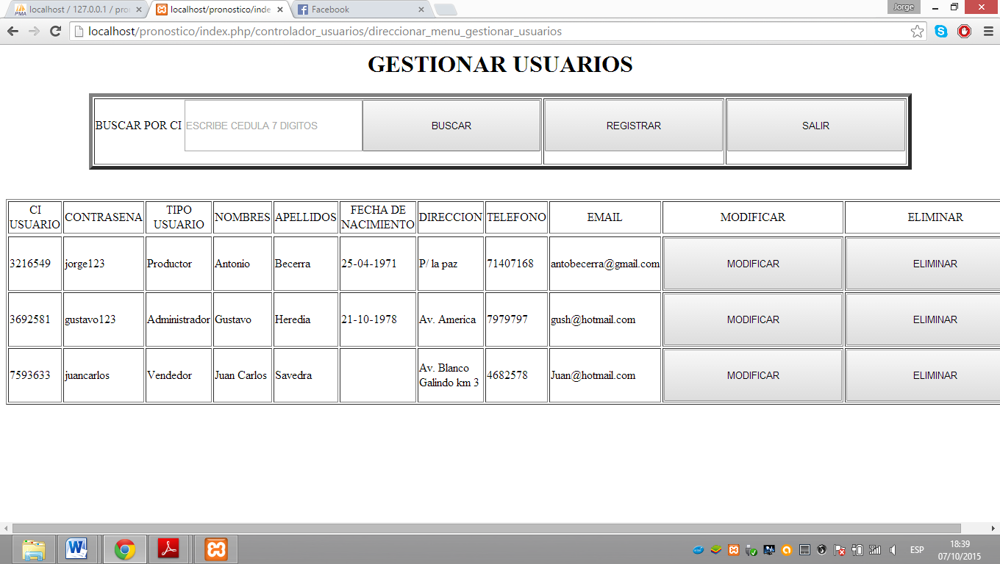 localhost / 127.0.0.1 / pro
localhost/pronostico/inde
Facebook
Jorge
localhost/pronostico/index.php/controlador_usuarios/direccionar_menu_gestionar_usuarios
GESTIONAR USUARIOS
BUSCAR POR CI ESCRIBE CEDULA 7 DIGITOS BUSCAR REGISTRAR SALIR
CI USUARIO CONTRASENA TIPO USUARIO NOMBRES APELLIDOS FECHA DE NACIMIENTO DIRECCION TELEFONO EMAIL MODIFICAR ELIMINAR
3216549 jorge123 Productor Antonio Becerra 25-04-1971 P/ la paz 71407168 antobecerra@gmail.com MODIFICAR ELIMINAR
3692581 gustavo123 Administrador Gustavo Heredia 21-10-1978 Av. America 7979797 gush@hotmail.com MODIFICAR ELIMINAR
7593633 juancarlos Vendedor Juan Carlos Savedra Av. Blanco Galindo km 3 4682578 Juan@hotmail.com MODIFICAR ELIMINAR
ESP
18:39
07/10/2015